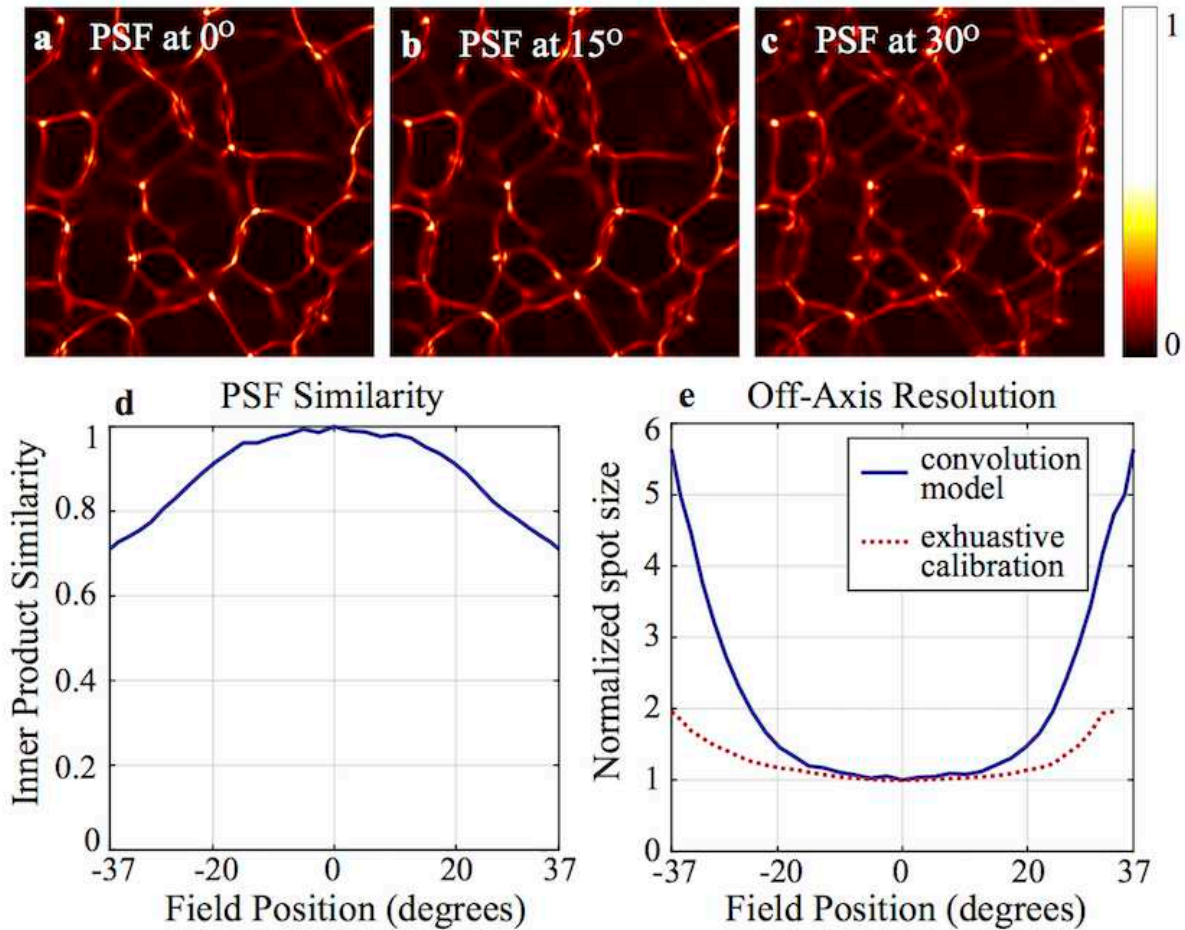 a PSF at 0°
b PSF at 15°
c PSF at 30°
1
0
d PSF Similarity
Inner Product Similarity
1
0.8
0.6
0.4
0.2
0
-37
-20
0
20
37
Field Position (degrees)
e Off-Axis Resolution
Normalized spot size
6
5
4
3
2
1
0
convolution
model
exhuastive
calibration
-37
-20
0
20
37
Field Position (degrees)